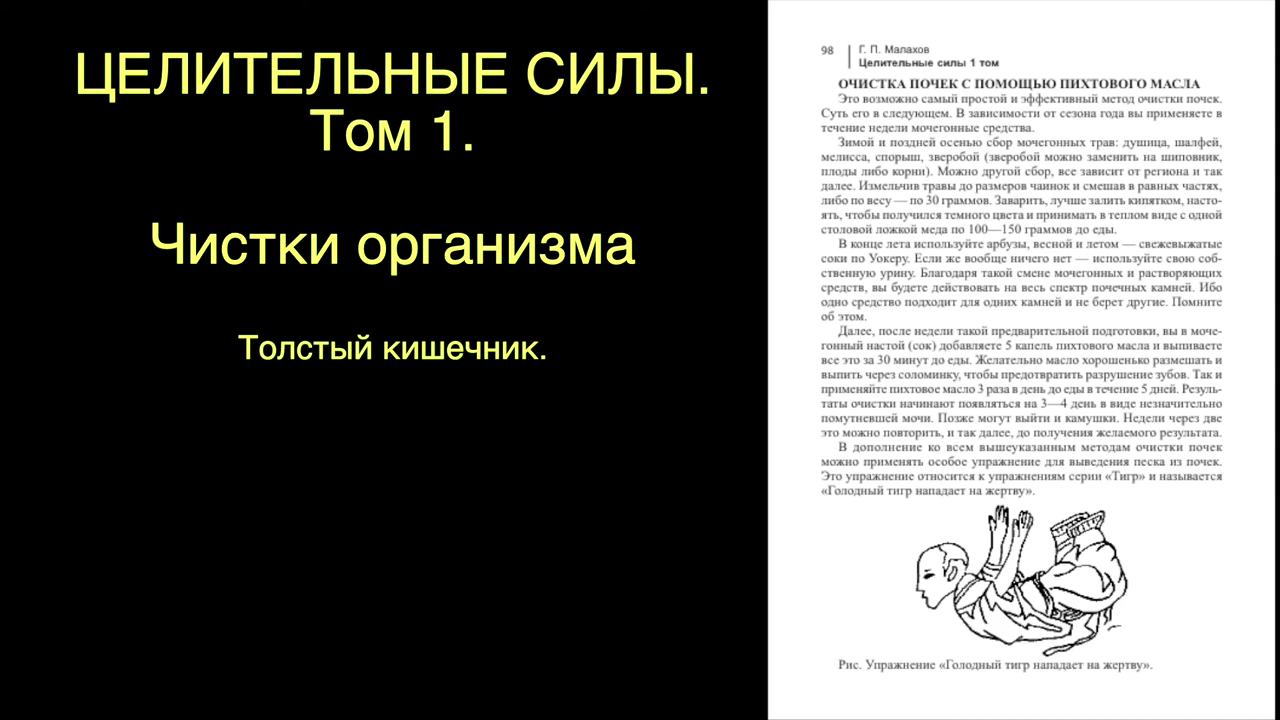 ЦЕЛИТЕЛЬНЫЕ СИЛЫ.
Том 1.
Чистки организма
Толстый кишечник.
98
Г. П. Малахов
Целительные силы 1 том
ОЧИСТКА ПОЧЕК С ПОМОЩЬЮ ПИХТОВОГО МАСЛА
Это возможно самый простой и эффективный метод очистки почек.
Суть его в следующем. В зависимости от сезона года вы применяете в
течение недели мочегонные средства.
Зимой и поздней осенью сбор мочегонных трав: душица, шалфей,
мелисса, спорыш, зверобой (зверобой можно заменить на шиповник,
плоды либо корни). Можно другой сбор, все зависит от региона и так
далее. Измельчив травы до размеров чаинок и смешав в равных частях,
либо по весу — по 30 граммов. Заварить, лучше залить кипятком, насто-
ять, чтобы получился темного цвета и принимать в теплом виде с одной
столовой ложкой меда по 100—150 граммов до еды.
В конце лета используйте арбузы, весной и летом — свежевыжатые
соки по Уокеру. Если же вообще ничего нет — используйте свою соб-
ственную урину. Благодаря такой смене мочегонных и растворяющих
средств, вы будете действовать на весь спектр почечных камней. Ибо
одно средство подходит для одних камней и не берет другие. Помните
об этом.
Далее, после недели такой предварительной подготовки, вы в моче-
гонный настой (сок) добавляете 5 капель пихтового масла и выпиваете
все это за 30 минут до еды. Желательно масло хорошенько размешать и
выпить через соломинку, чтобы предотвратить разрушение зубов. Так и
применяйте пихтовое масло 3 раза в день до еды в течение 5 дней. Резуль-
таты очистки начинают появляться на 3—4 день в виде незначительно
помутневшей мочи. Позже могут выйти и камушки. Недели через две
это можно повторить, и так далее, до получения желаемого результата.
В дополнение ко всем вышеуказанным методам очистки почек
можно применять особое упражнение для выведения песка из почек.
Это упражнение относится к упражнениям серии «Тигр» и называется
«Голодный тигр нападает на жертву».
Рис. Упражнение «Голодный тигр нападает на жертву».